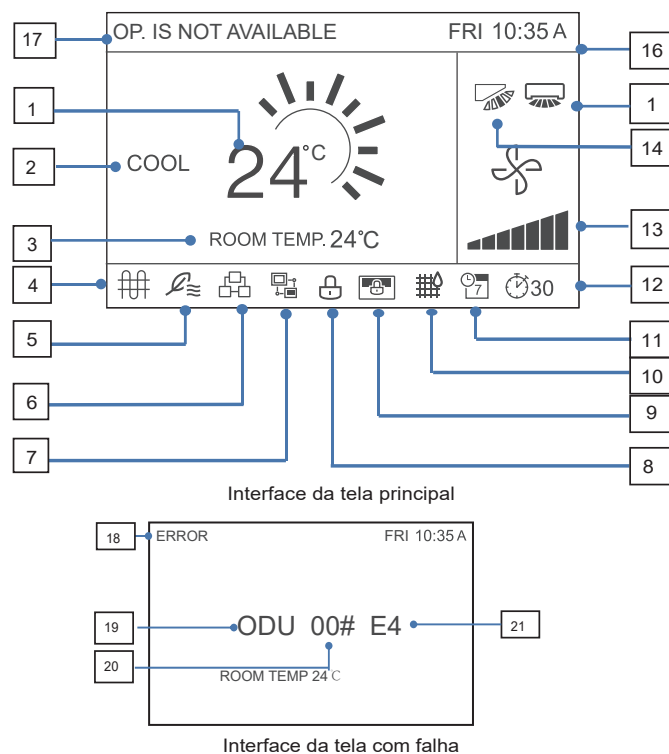 17
OP. IS NOT AVAILABLE FRI 10:35 A
16
1
1
14
2
COOL
24°C
3
ROOM TEMP. 24°C
13
4
7
30
12
5
11
6
10
7
9
8
Interface da tela principal
18
ERROR FRI 10:35 A
19
ODU 00# E4
21
20
ROOM TEMP 24°C
Interface da tela com falha